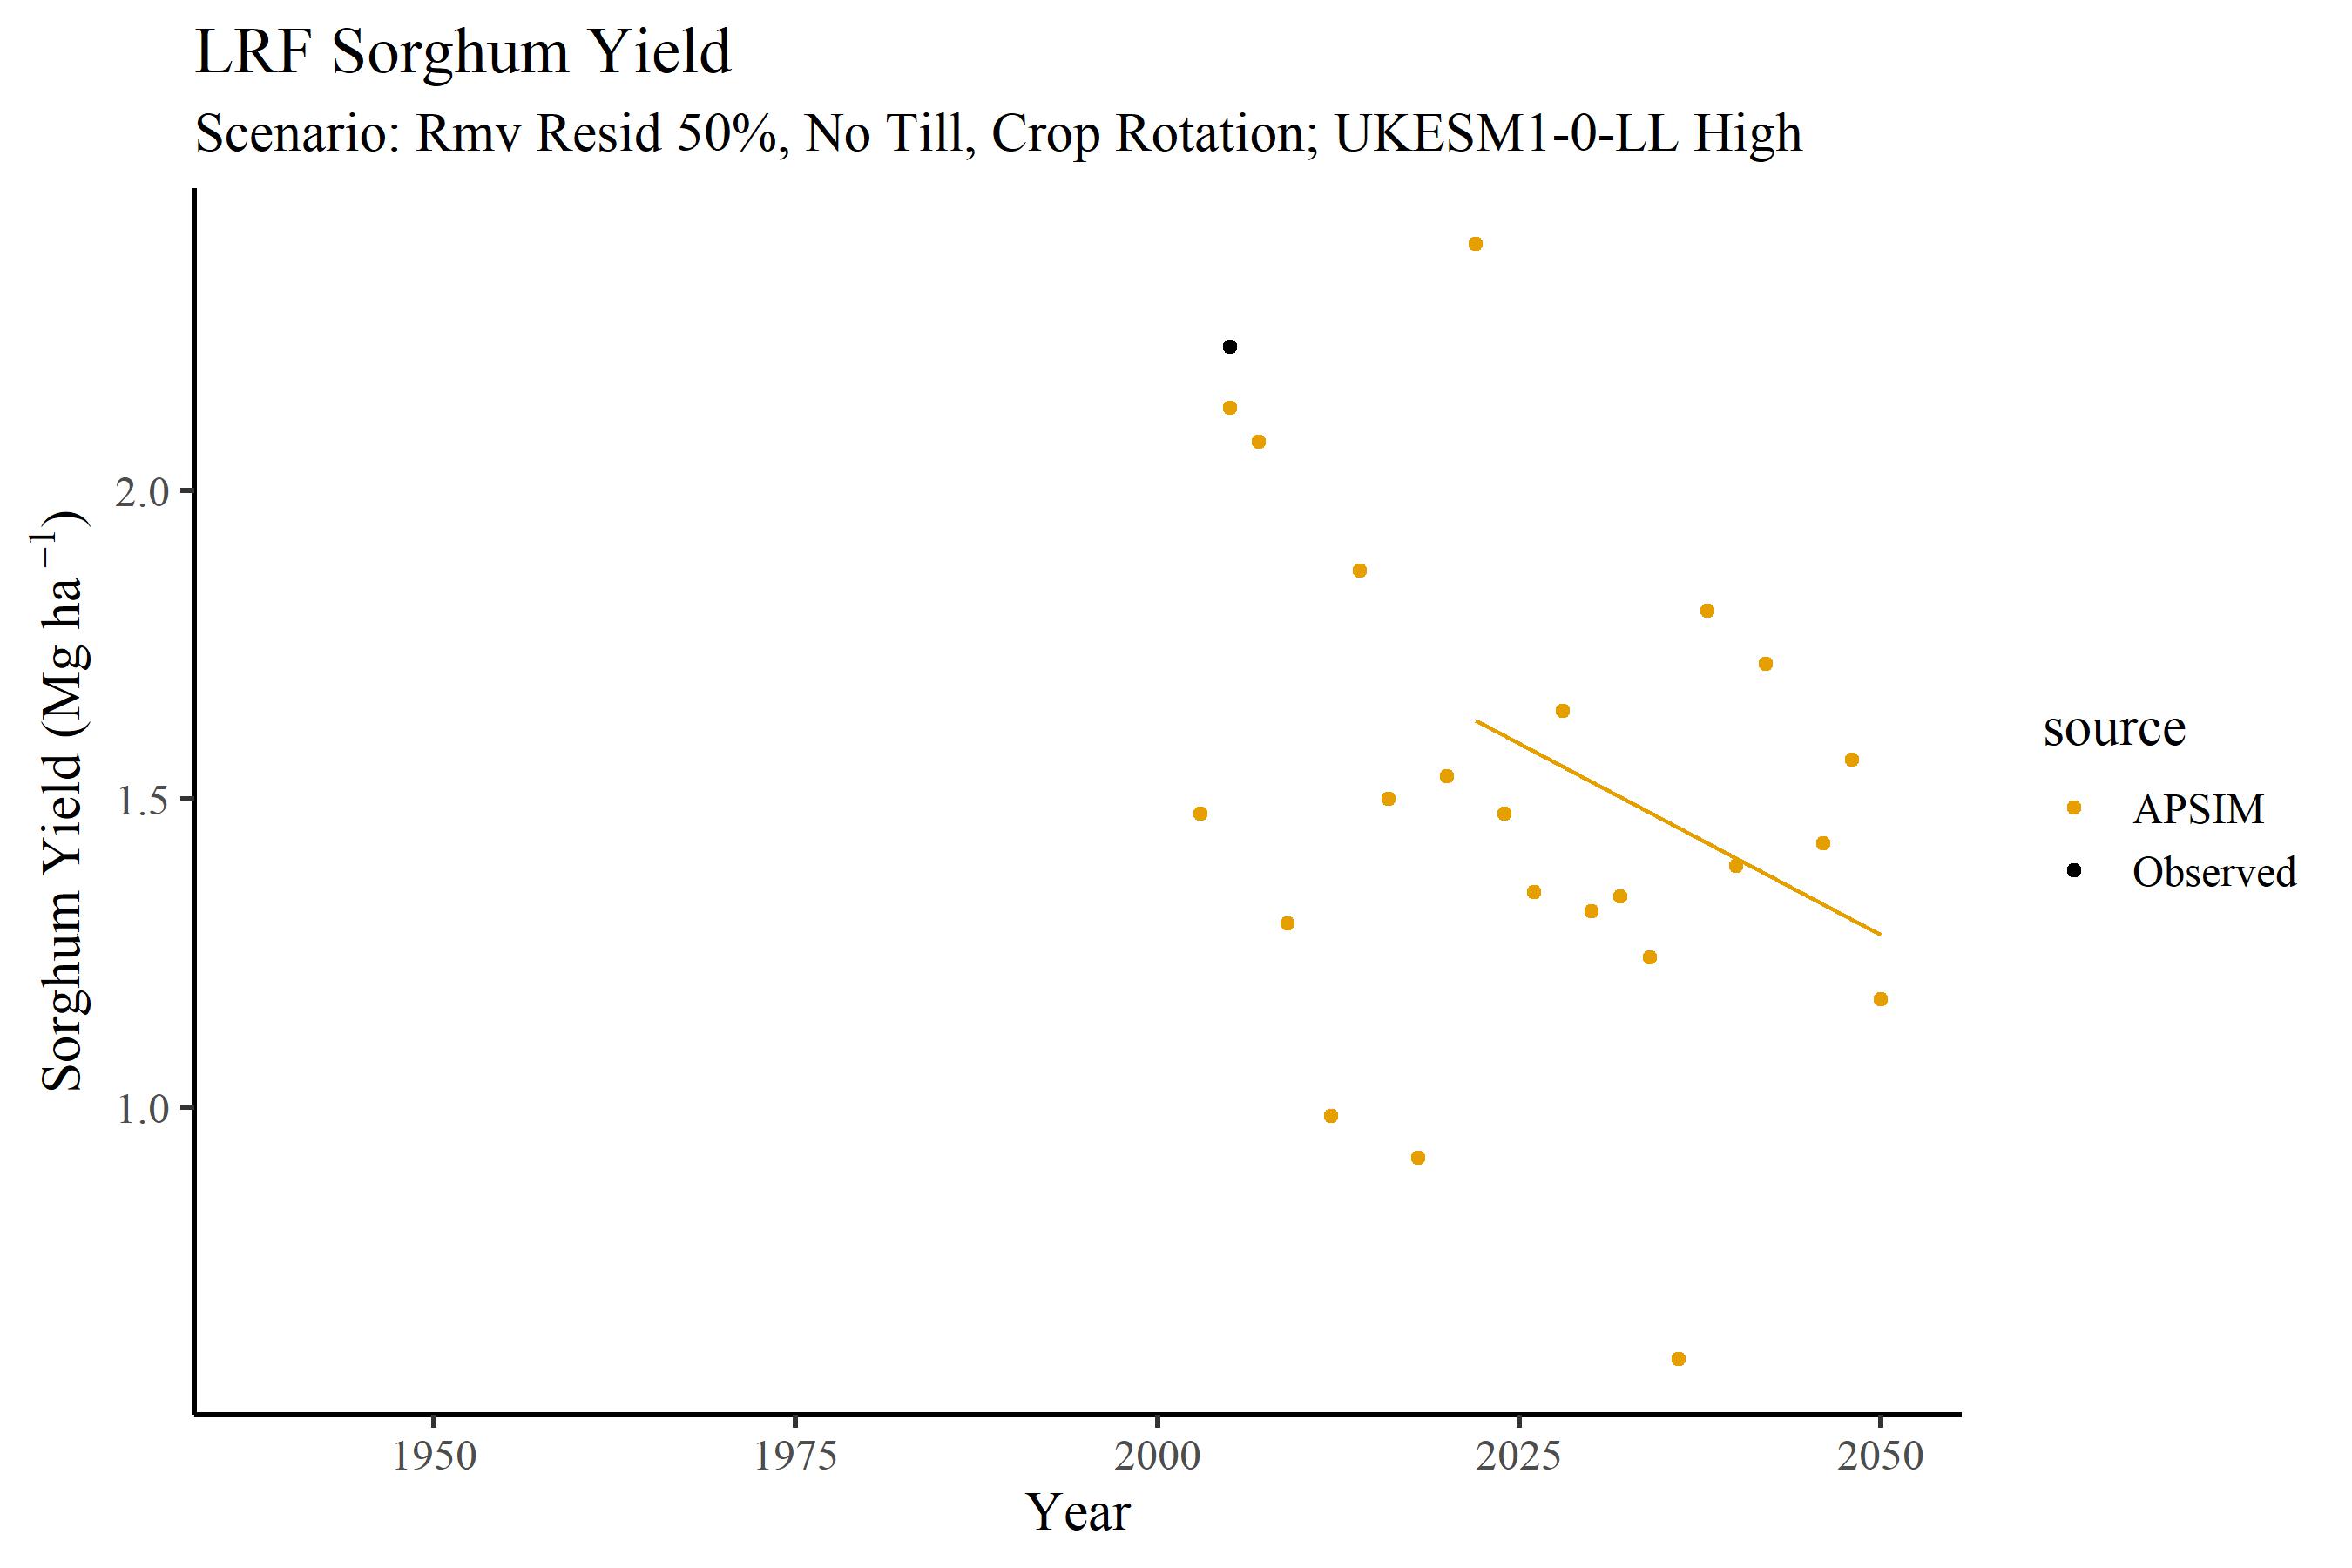 LRF Sorghum Yield
Scenario: Rmv Resid 50%, No Till, Crop Rotation; UKESM1-0-LL High
Sorghum Yield (Mg ha⁻¹)
2.0
1.5
1.0
1950
1975
2000
2025
2050
Year
source
APSIM
Observed